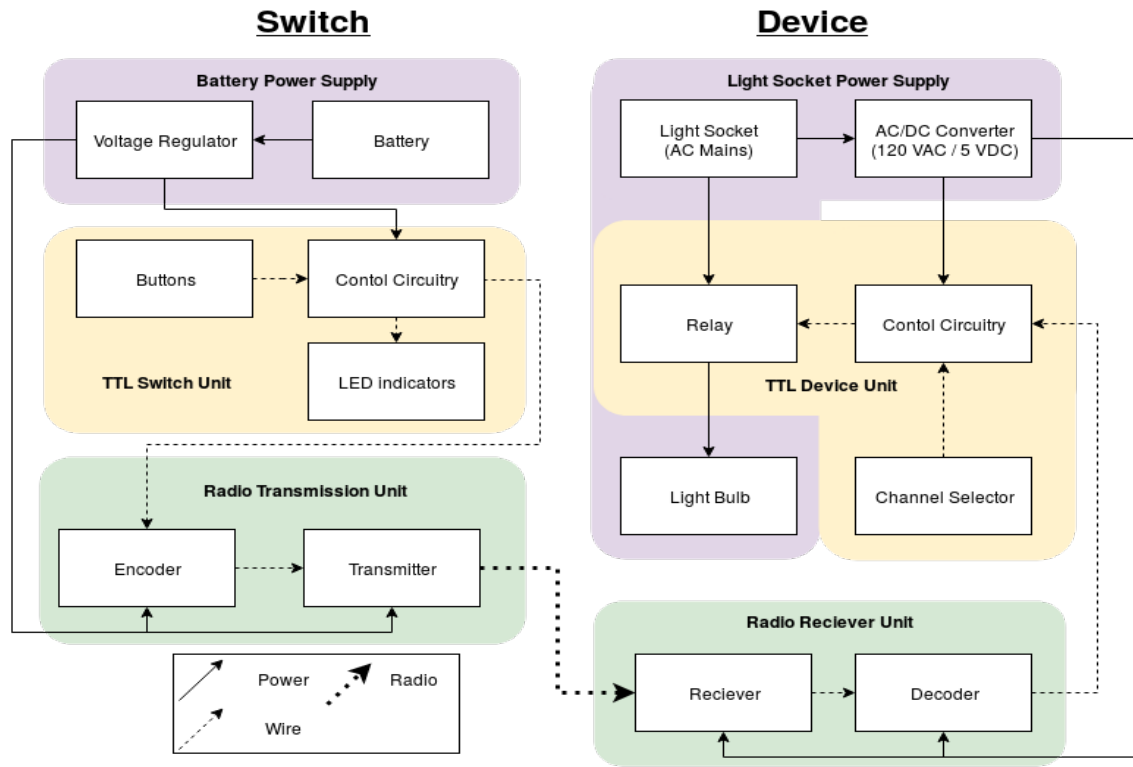 Switch
Battery Power Supply
Voltage Regulator
Battery
Buttons
Contol Circuitry
TTL Switch Unit
LED indicators
Radio Transmission Unit
Encoder
Transmitter
Power
Radio
Wire
Device
Light Socket Power Supply
Light Socket
(AC Mains)
AC/DC Converter
(120 VAC / 5 VDC)
Relay
Contol Circuitry
TTL Device Unit
Light Bulb
Channel Selector
Radio Reciever Unit
Reciever
Decoder